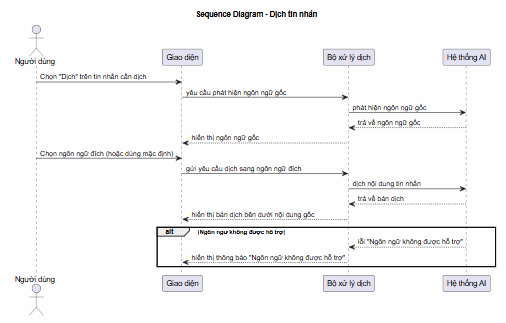 Sequence Diagram - Dịch tin nhắn
Người dùng
Giao diện
Bộ xử lý dịch
Hệ thống AI
Chọn "Dịch" trên tin nhắn cần dịch
yêu cầu phát hiện ngôn ngữ gốc
phát hiện ngôn ngữ gốc
trả về ngôn ngữ gốc
hiển thị ngôn ngữ gốc
Chọn ngôn ngữ đích (hoặc dùng mặc định)
gửi yêu cầu dịch sang ngôn ngữ đích
dịch nội dung tin nhắn
trả về bản dịch
hiển thị bản dịch bên dưới nội dung gốc
alt [Ngôn ngữ không được hỗ trợ]
lỗi "Ngôn ngữ không được hỗ trợ"
hiển thị thông báo "Ngôn ngữ không được hỗ trợ"
Người dùng
Giao diện
Bộ xử lý dịch
Hệ thống AI